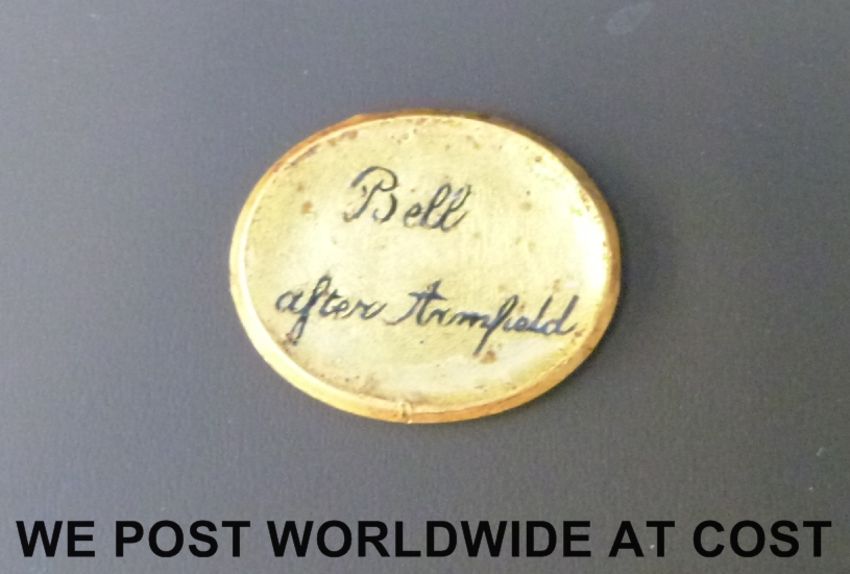 Bell
after Armfield
WE POST WORLDWIDE AT COST